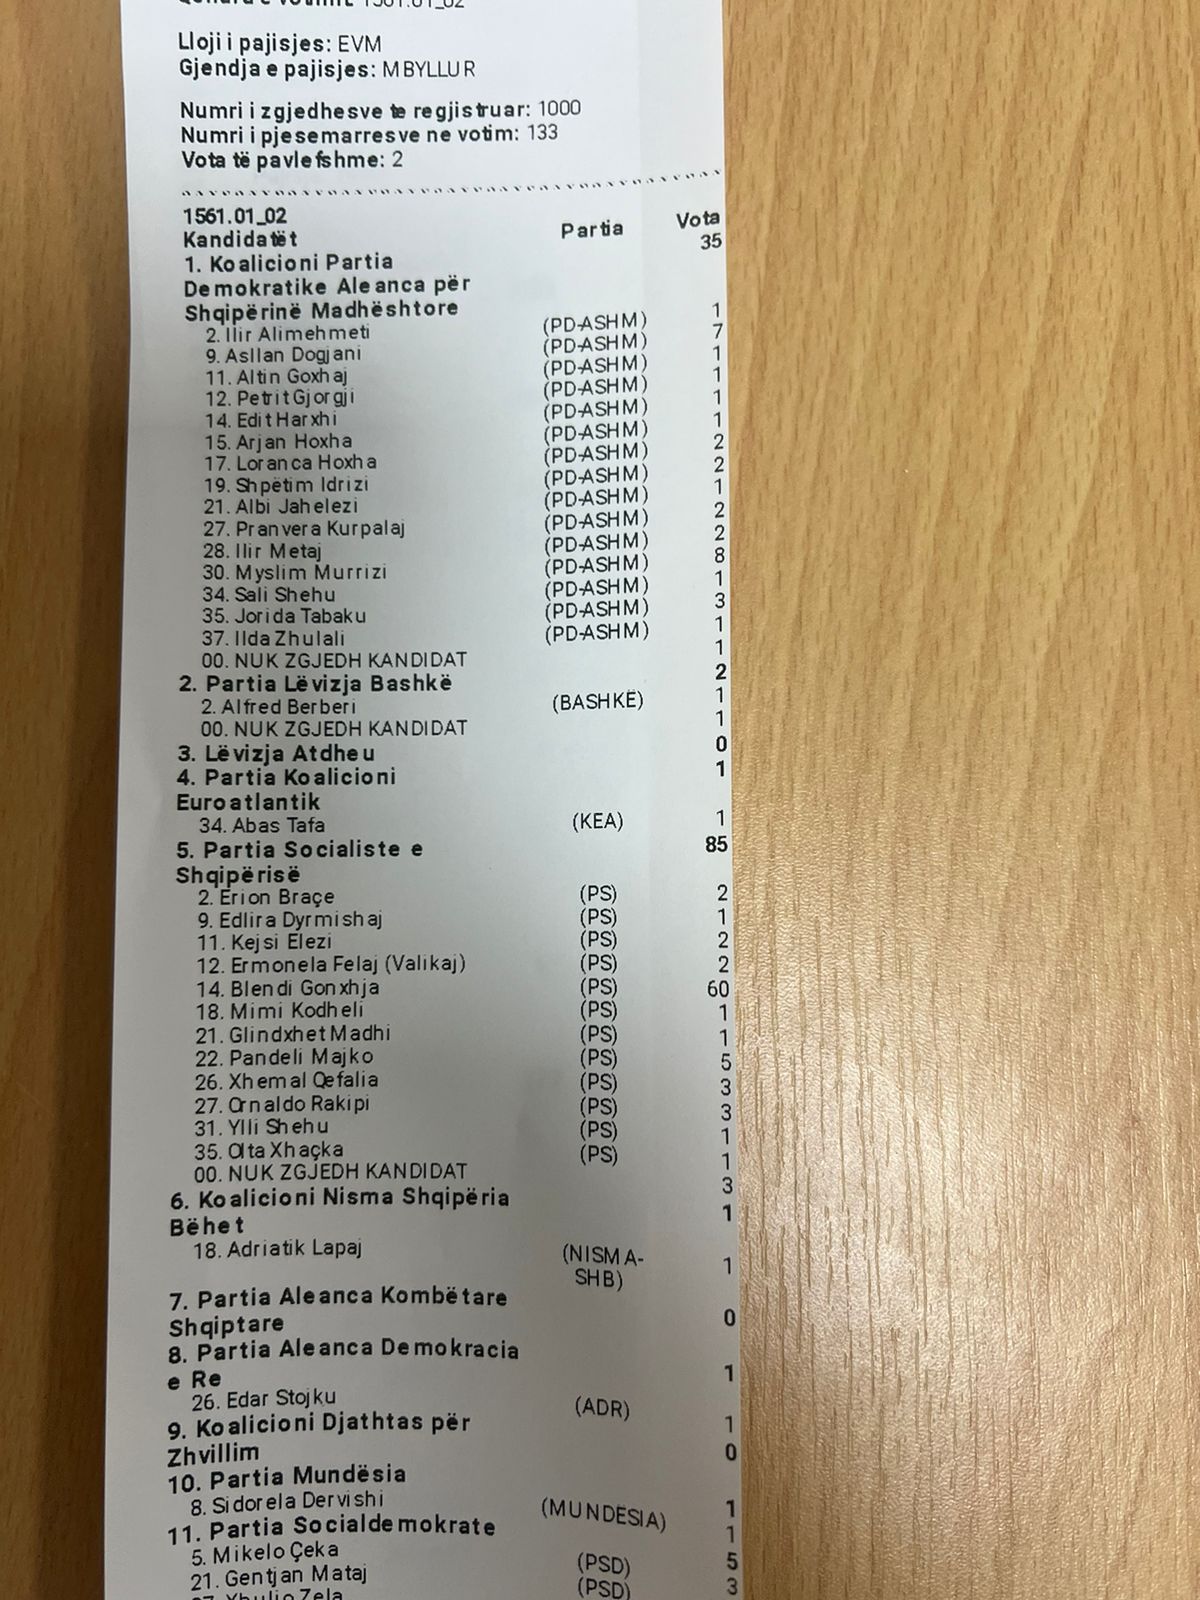 Qendra e votimit: 1561.01_02
Lloji i pajisjes: EVM
Gjendja e pajisjes: MBYLLUR
Numri i zgjedhesve te regjistruar: 1000
Numri i pjesemarresve ne votim: 133
Vota të pavlefshme: 2
1561.01_02
Kandidatët Partia Vota
1. Koalicioni Partia 35
Demokratike Aleanca për
Shqipërinë Madhështore
2. Ilir Alimehmeti (PD-ASHM) 1
9. Asllan Dogjani (PD-ASHM) 7
11. Altin Goxhaj (PD-ASHM) 1
12. Petrit Gjorgji (PD-ASHM) 1
14. Edit Harxhi (PD-ASHM) 1
15. Arjan Hoxha (PD-ASHM) 1
17. Loranca Hoxha (PD-ASHM) 2
19. Shpëtim Idrizi (PD-ASHM) 2
21. Albi Jahelezi (PD-ASHM) 1
27. Pranvera Kurpalaj (PD-ASHM) 2
28. Ilir Metaj (PD-ASHM) 2
30. Myslim Murrizi (PD-ASHM) 8
34. Sali Shehu (PD-ASHM) 1
35. Jorida Tabaku (PD-ASHM) 3
37. Ilda Zhulali (PD-ASHM) 1
00. NUK ZGJEDH KANDIDAT 1
2. Partia Lëvizja Bashkë 2
2. Alfred Berberi (BASHKË) 1
00. NUK ZGJEDH KANDIDAT 1
3. Lëvizja Atdheu 0
4. Partia Koalicioni 1
Euroatlantik
34. Abas Tafa (KEA) 1
5. Partia Socialiste e 85
Shqipërisë
2. Erion Braçe (PS) 2
9. Edlira Dyrmishaj (PS) 1
11. Kejsi Elezi (PS) 2
12. Ermonela Felaj (Valikaj) (PS) 2
14. Blendi Gonxhja (PS) 60
18. Mimi Kodheli (PS) 1
21. Glindxhet Madhi (PS) 1
22. Pandeli Majko (PS) 5
26. Xhemal Qefalia (PS) 3
27. Ornaldo Rakipi (PS) 3
31. Ylli Shehu (PS) 1
35. Olta Xhaçka (PS) 1
00. NUK ZGJEDH KANDIDAT 3
6. Koalicioni Nisma Shqipëria 1
Bëhet
18. Adriatik Lapaj (NISMA- 1
SHB)
7. Partia Aleanca Kombëtare 0
Shqiptare
8. Partia Aleanca Demokracia 1
e Re
26. Edar Stojku (ADR) 1
9. Koalicioni Djathtas për 0
Zhvillim
10. Partia Mundësia 1
8. Sidorela Dervishi (MUNDËSIA) 1
11. Partia Socialdemokrate 5
5. Mikelo Çeka (PSD) 3
21. Gentjan Mataj (PSD)
Xhulio Zela